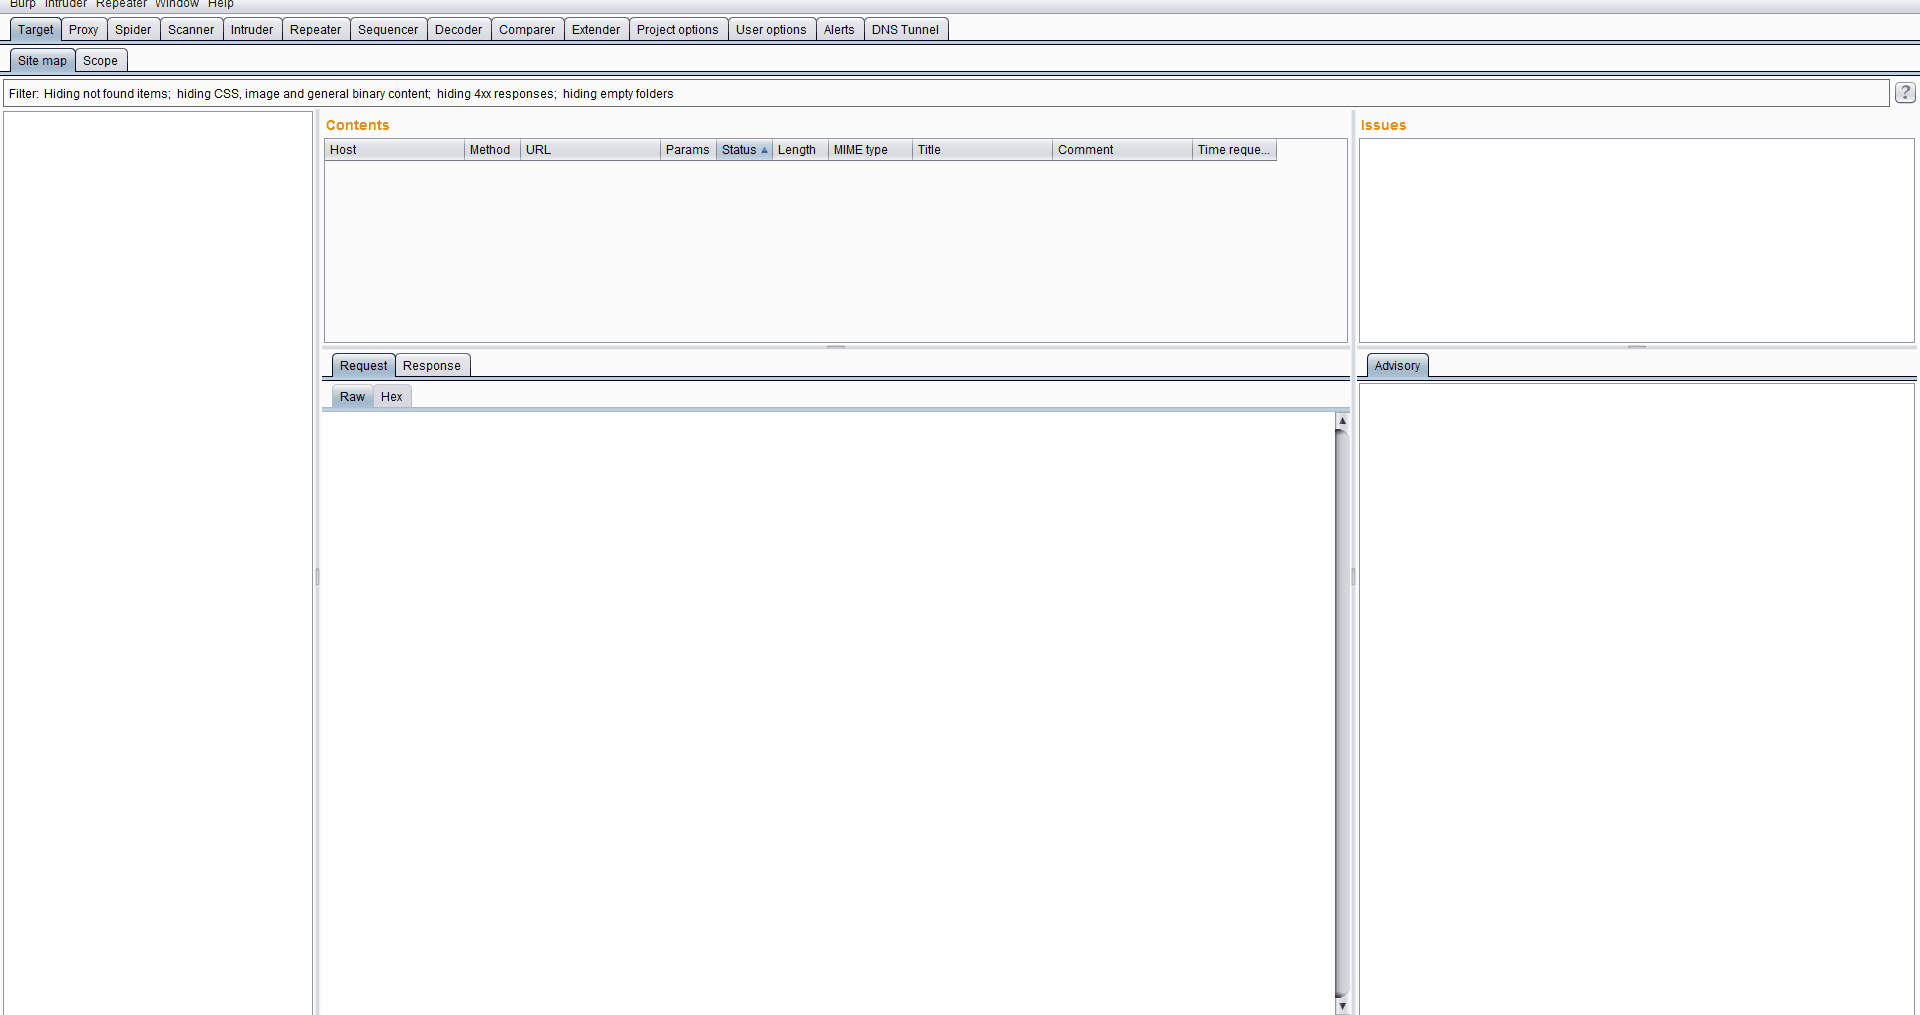 Burp Intruder Repeater Window Help
Target Proxy Spider Scanner Intruder Repeater Sequencer Decoder Comparer Extender Project options User options Alerts DNS Tunnel
Site map Scope
Filter: Hiding not found items; hiding CSS, image and general binary content; hiding 4xx responses; hiding empty folders ?
Contents
Host Method URL Params Status Length MIME type Title Comment Time reque...
Issues
Request Response
Raw Hex
Advisory